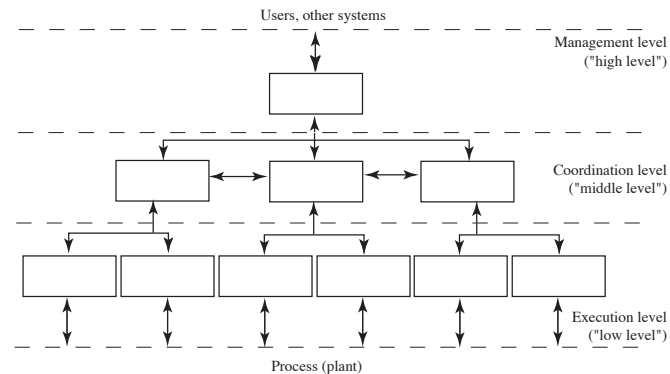 Users, other systems
Management level
("high level")
Coordination level
("middle level")
Execution level
("low level")
Process (plant)